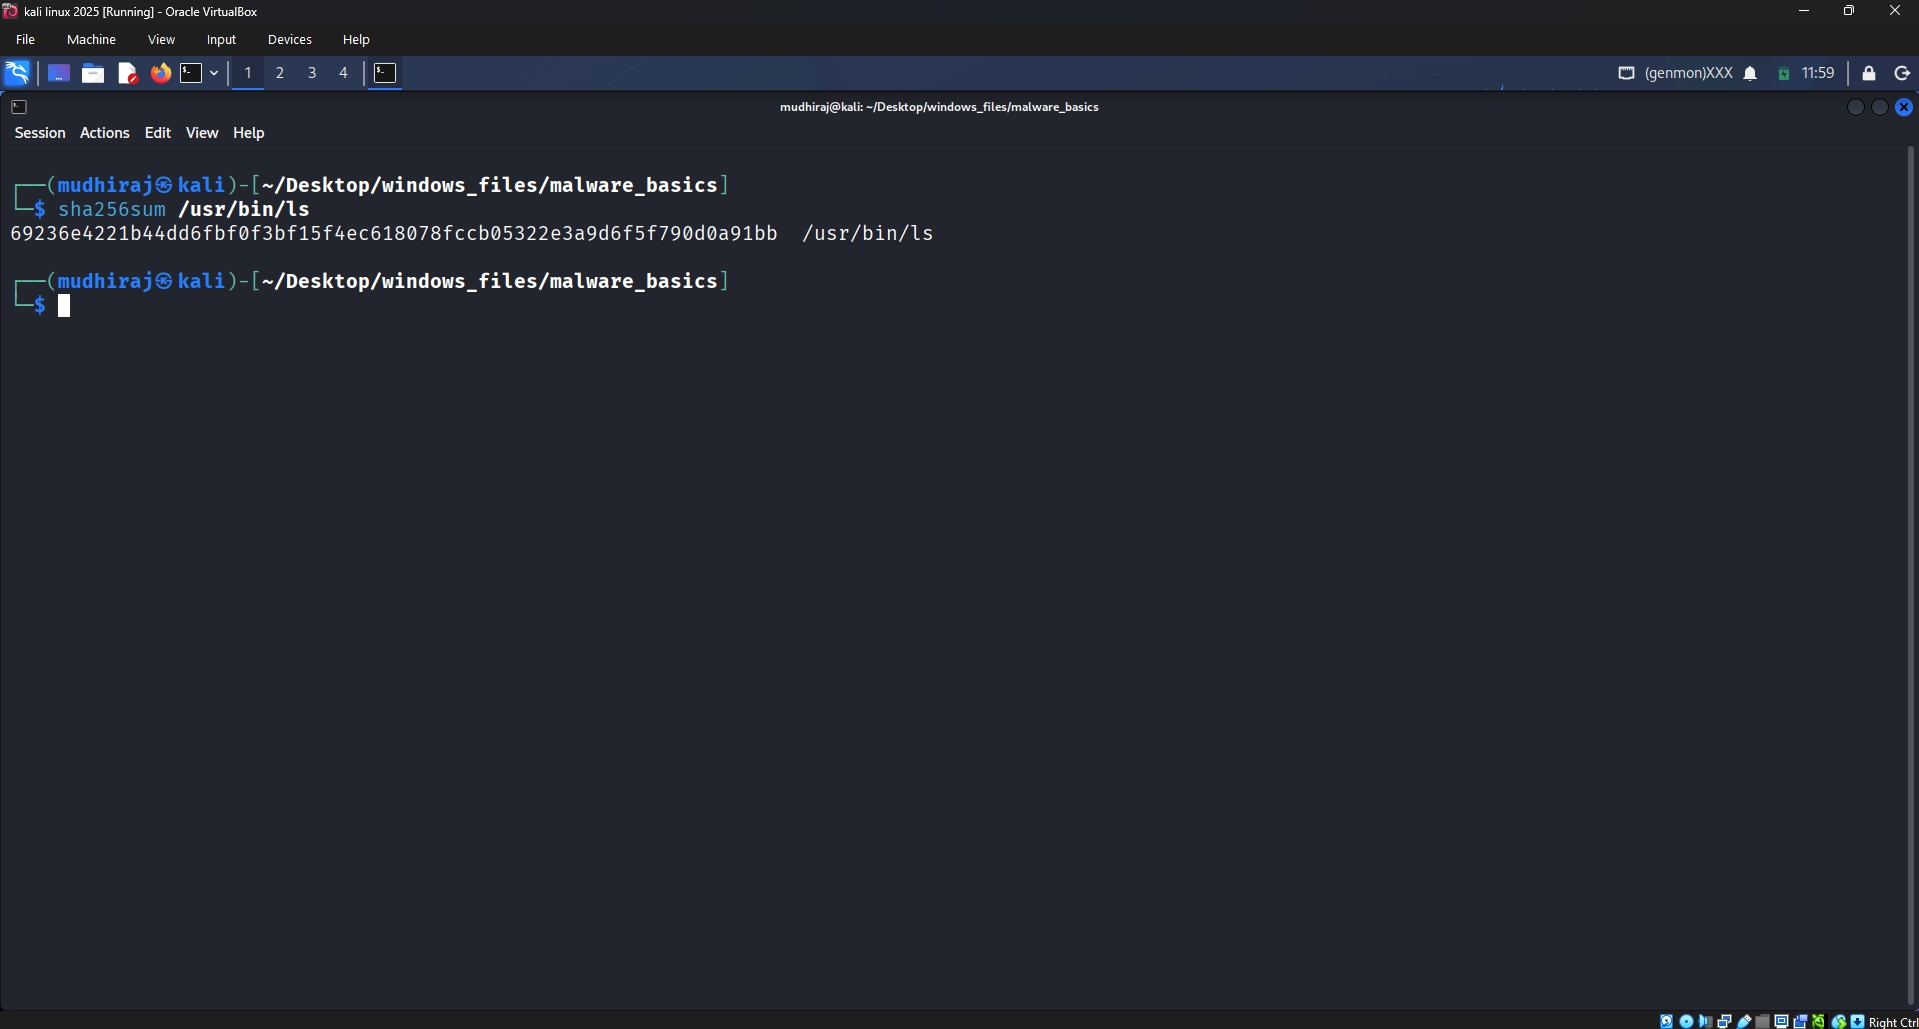 kali linux 2025 [Running] - Oracle VirtualBox
File Machine View Input Devices Help
1 2 3 4 (genmon)XXX 11:59
mudhiraj@kali: ~/Desktop/windows_files/malware_basics
Session Actions Edit View Help
┌──(mudhiraj㉿kali)-[~/Desktop/windows_files/malware_basics]
└─$ sha256sum /usr/bin/ls
69236e4221b44dd6fbf0f3bf15f4ec618078fccb05322e3a9d6f5f790d0a91bb  /usr/bin/ls
┌──(mudhiraj㉿kali)-[~/Desktop/windows_files/malware_basics]
└─$
Right Ctrl